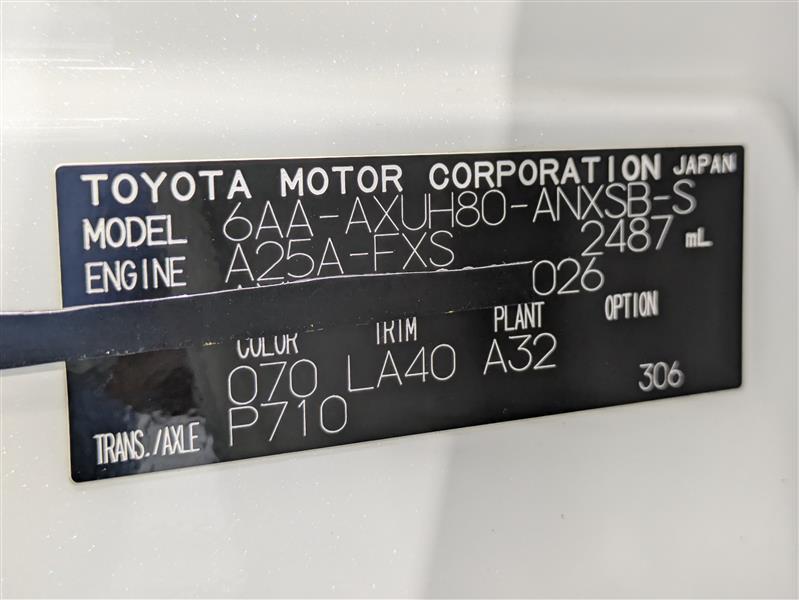 TOYOTA MOTOR CORPORATION JAPAN
MODEL 6AA-AXUH80-ANXSB-S
ENGINE A25A-FXS 2487 mL
026
COLOR TRIM PLANT OPTION
070 LA40 A32 306
TRANS./AXLE P710